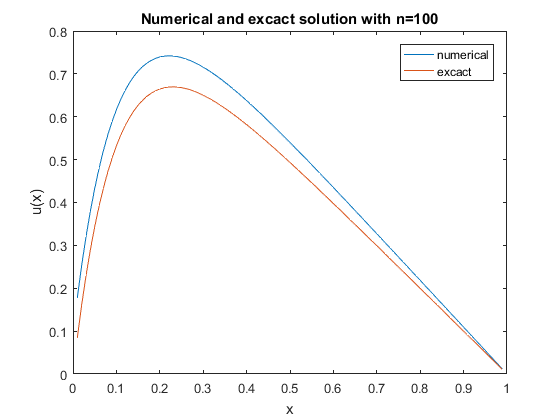 Numerical and excact solution with n=100
numerical
excact
u(x)
0.8
0.7
0.6
0.5
0.4
0.3
0.2
0.1
0
0 0.1 0.2 0.3 0.4 0.5 0.6 0.7 0.8 0.9 1
x